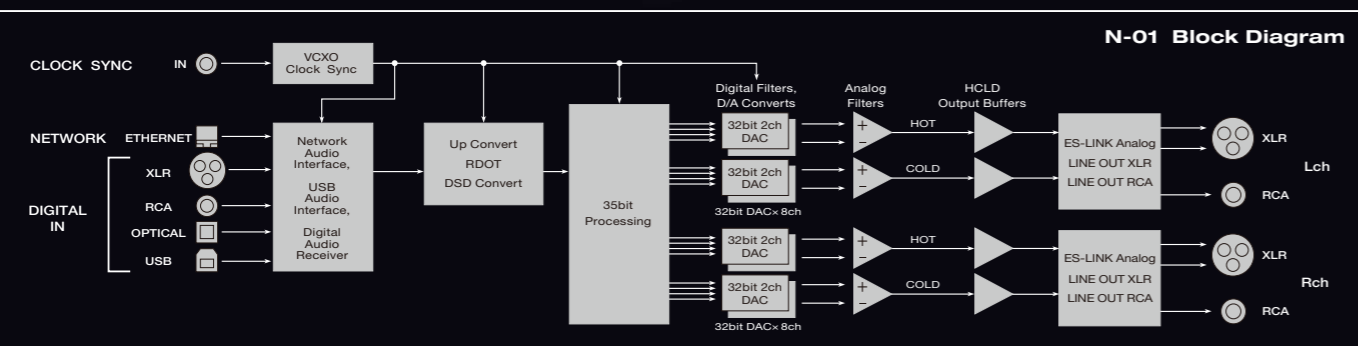 N-01 Block Diagram
CLOCK SYNC
IN
VCXO
Clock Sync
NETWORK
ETHERNET
DIGITAL
IN
XLR
RCA
OPTICAL
USB
Network
Audio
Interface,
USB
Audio
Interface,
Digital
Audio
Receiver
Up Convert
RDOT
DSD Convert
35bit
Processing
Digital Filters,
D/A Converts
Analog
Filters
HCLD
Output Buffers
32bit 2ch
DAC
+
−
HOT
32bit 2ch
DAC
+
−
COLD
32bit DAC× 8ch
ES-LINK Analog
LINE OUT XLR
LINE OUT RCA
XLR
Lch
RCA
32bit 2ch
DAC
+
−
HOT
32bit 2ch
DAC
+
−
COLD
32bit DAC× 8ch
ES-LINK Analog
LINE OUT XLR
LINE OUT RCA
XLR
Rch
RCA